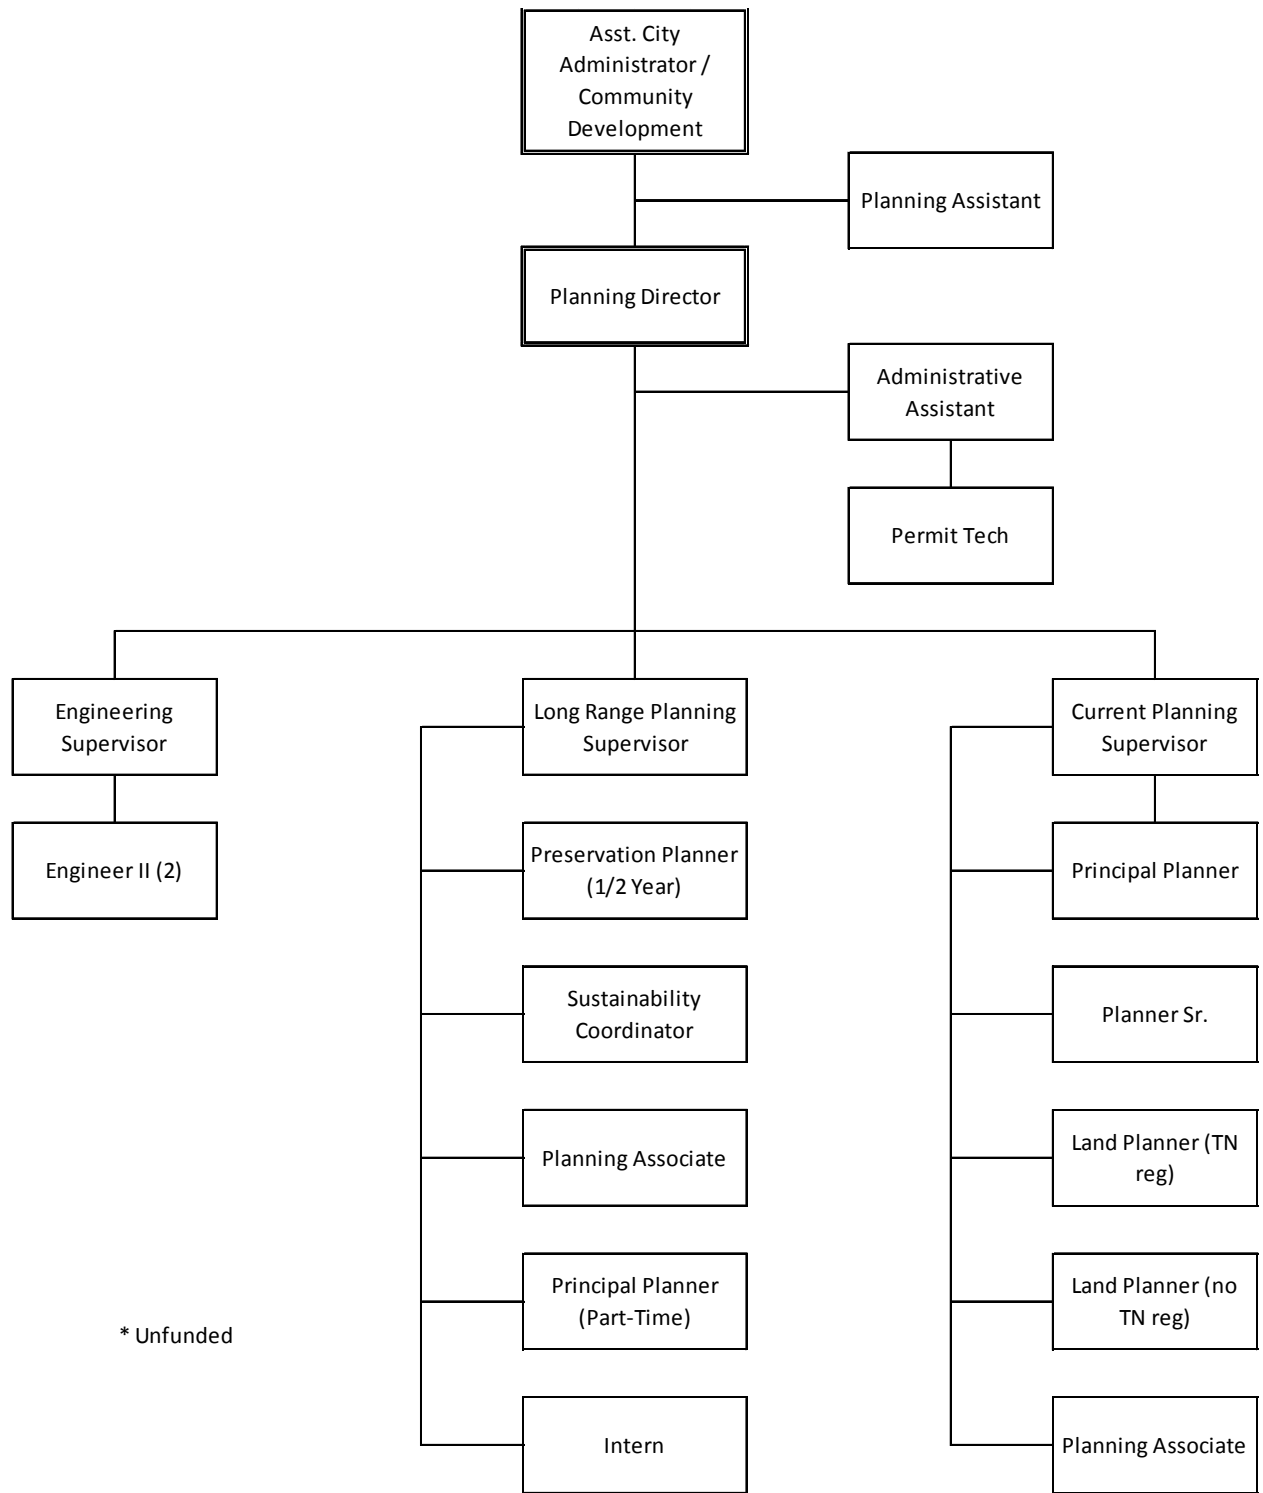 Asst. City
Administrator /
Community
Development
Planning Assistant
Planning Director
Administrative
Assistant
Permit Tech
Engineering
Supervisor
Long Range Planning
Supervisor
Current Planning
Supervisor
Engineer II (2)
Preservation Planner
(1/2 Year)
Principal Planner
Sustainability
Coordinator
Planner Sr.
Planning Associate
Land Planner (TN
reg)
Principal Planner
(Part-Time)
Land Planner (no
TN reg)
* Unfunded
Intern
Planning Associate